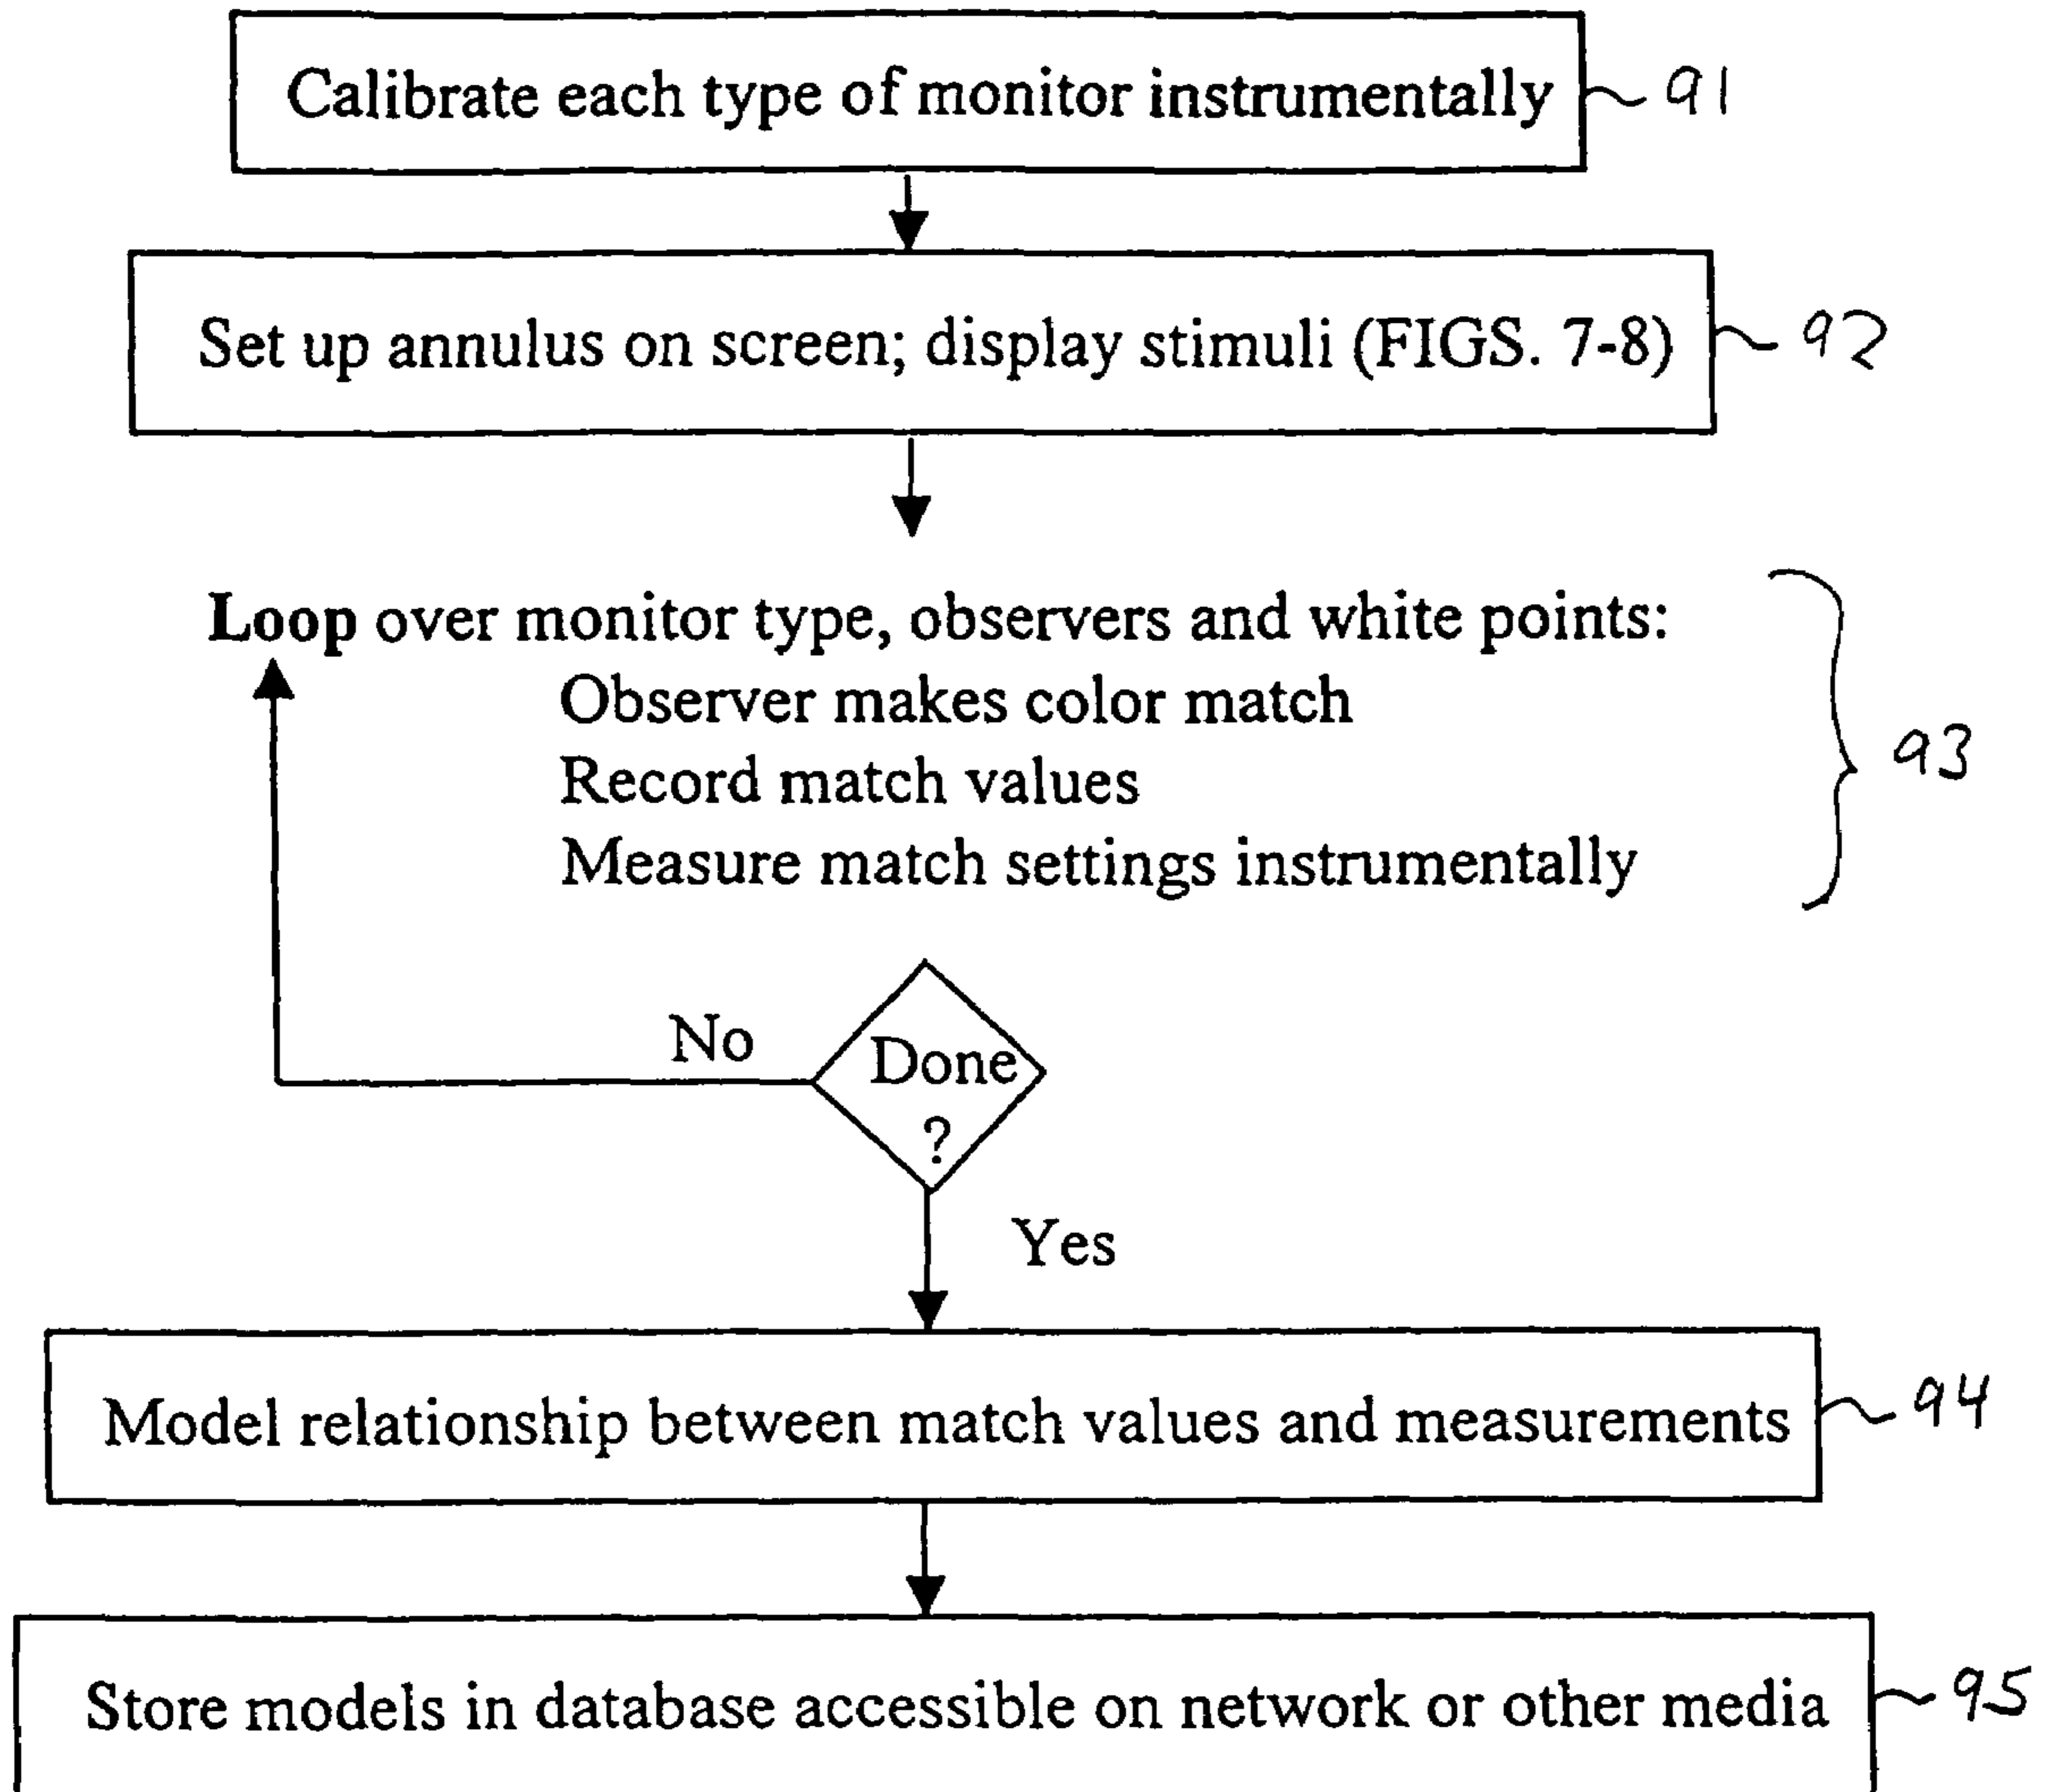 Calibrate each type of monitor instrumentally 91
Set up annulus on screen; display stimuli (FIGS. 7-8) 92
Loop over monitor type, observers and white points:
Observer makes color match
Record match values
Measure match settings instrumentally
93
No
Done
?
Yes
Model relationship between match values and measurements 94
Store models in database accessible on network or other media 95